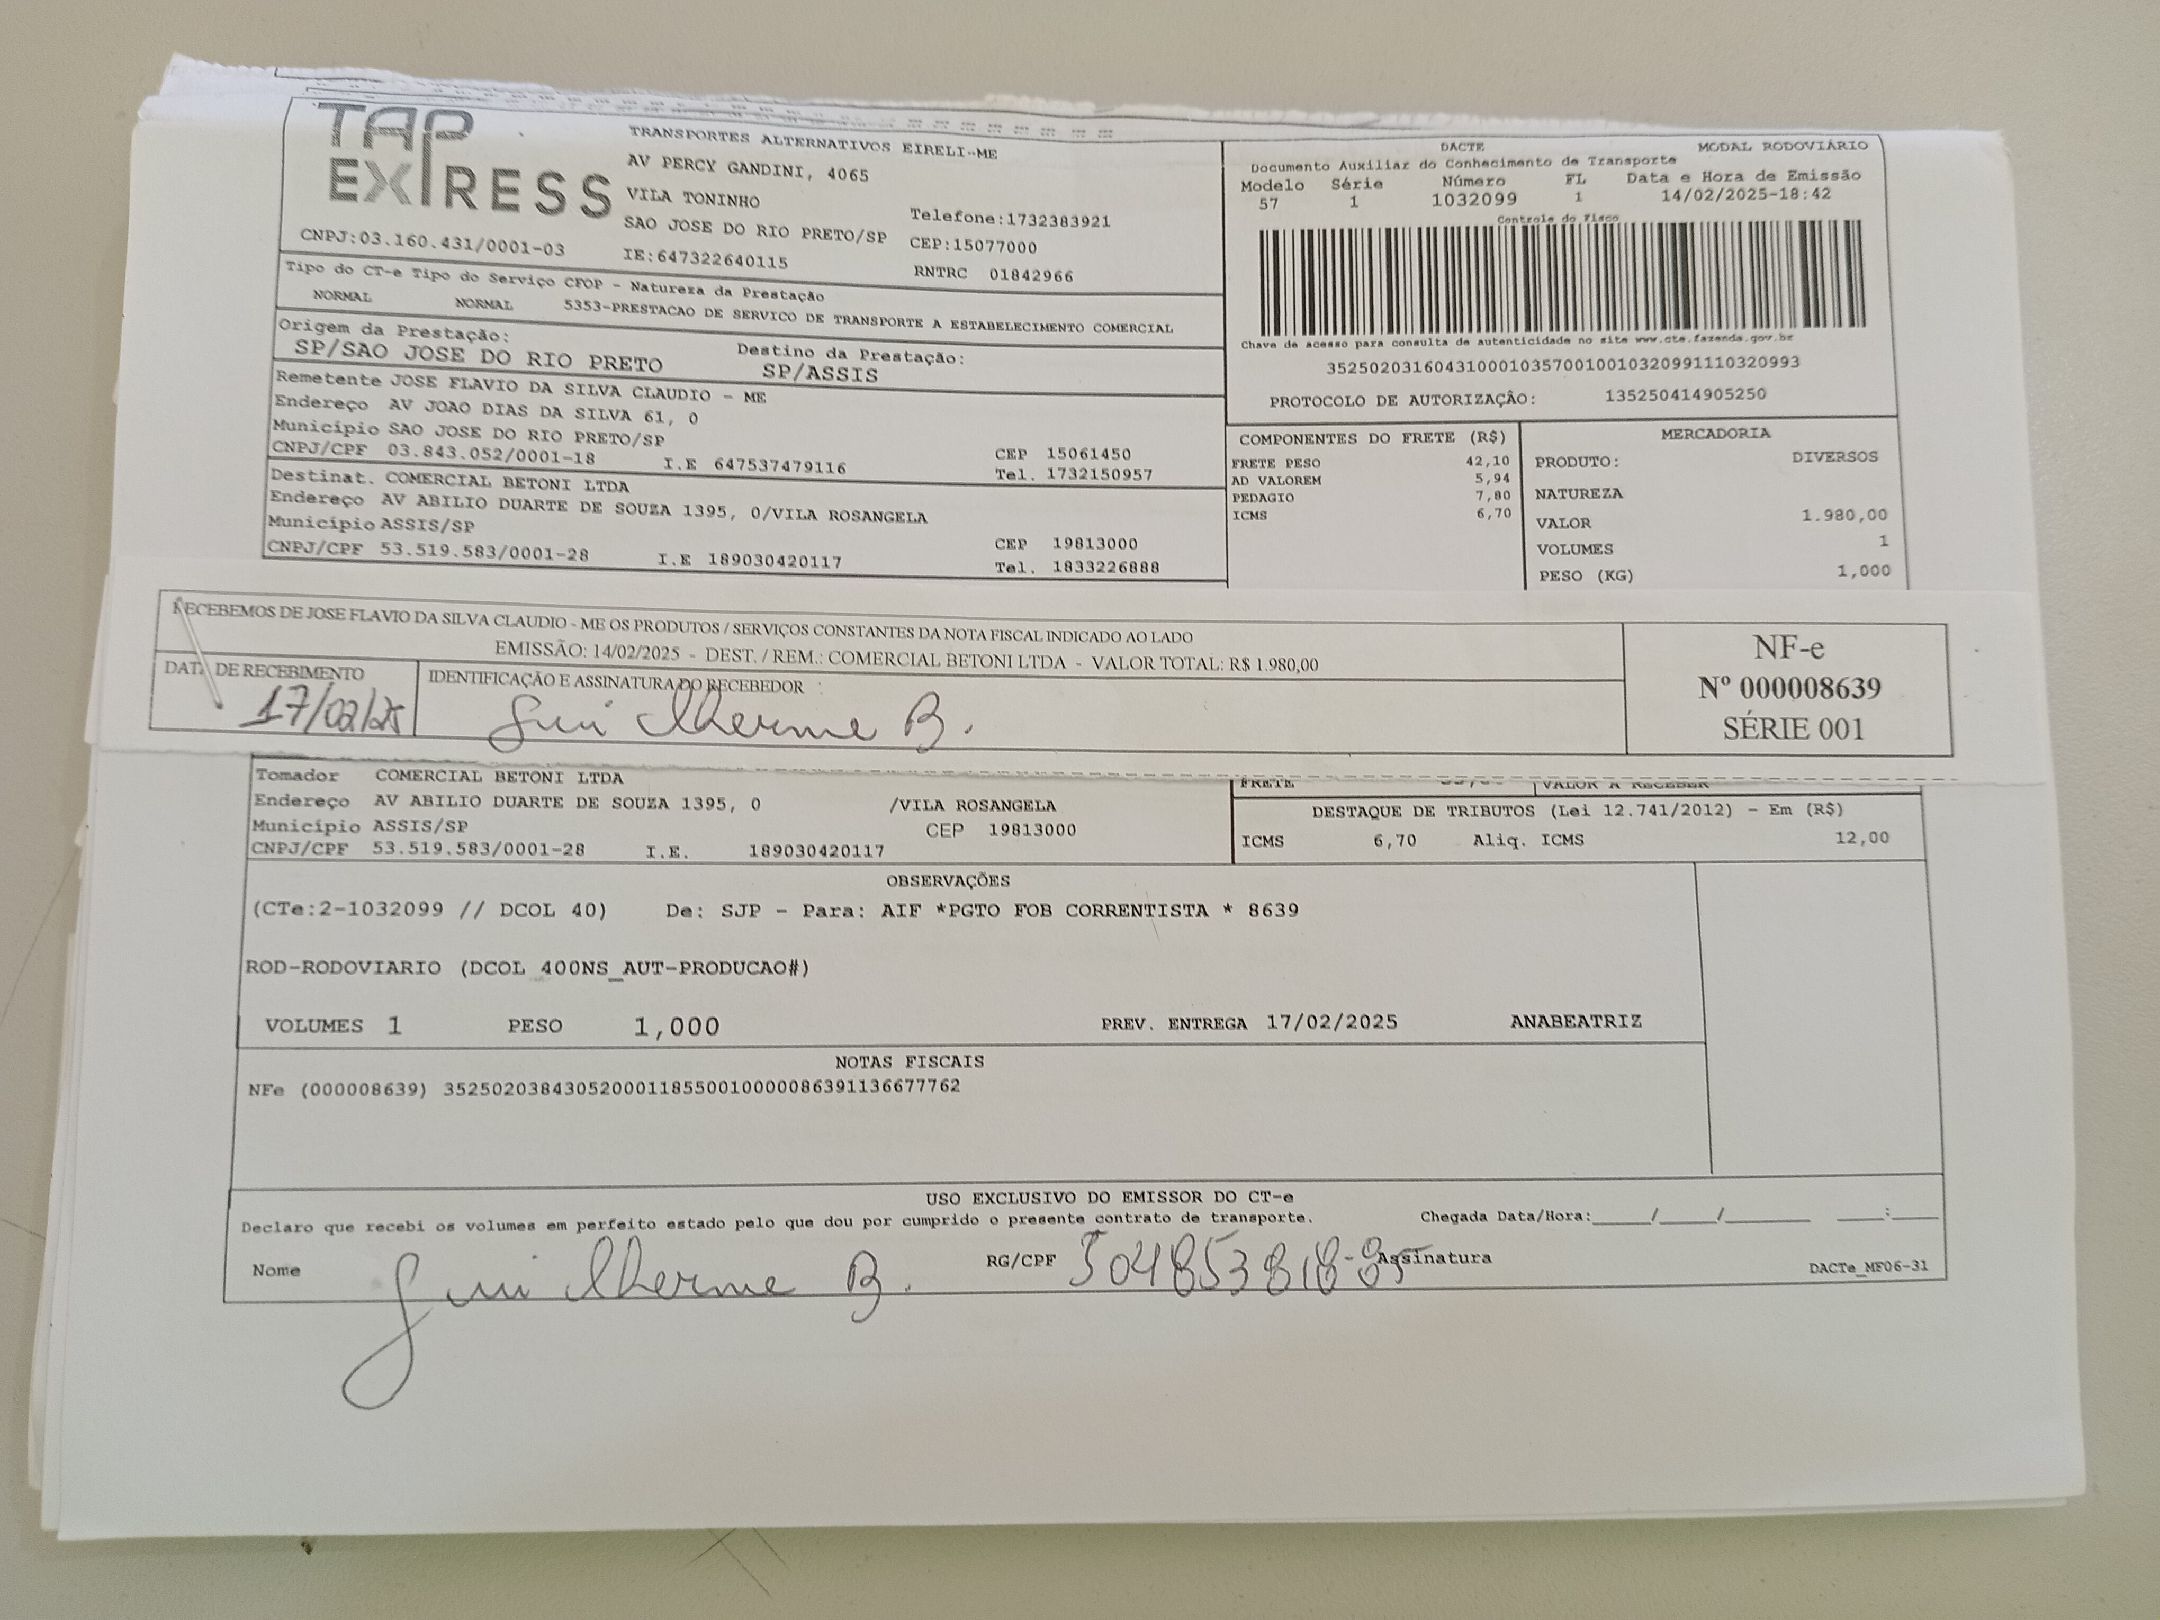 TAP EXPRESS
TRANSPORTES ALTERNATIVOS EIRELI-ME
AV PERCY GANDINI, 4065
VILA TONINHO
SAO JOSE DO RIO PRETO/SP
Telefone:1732383921
CEP:15077000
CNPJ:03.160.431/0001-03
IE:647322640115
RNTRC 01842966
Tipo do CT-e Tipo do Serviço CFOP - Natureza da Prestação
NORMAL NORMAL 5353-PRESTACAO DE SERVICO DE TRANSPORTE A ESTABELECIMENTO COMERCIAL
Origem da Prestação:
SP/SAO JOSE DO RIO PRETO
Destino da Prestação:
SP/ASSIS
Remetente JOSE FLAVIO DA SILVA CLAUDIO - ME
Endereço AV JOAO DIAS DA SILVA 61, 0
Município SAO JOSE DO RIO PRETO/SP
CEP 15061450
CNPJ/CPF 03.843.052/0001-18 I.E 647537479116
Tel. 1732150957
Destinat. COMERCIAL BETONI LTDA
Endereço AV ABILIO DUARTE DE SOUZA 1395, 0/VILA ROSANGELA
Município ASSIS/SP
CEP 19813000
CNPJ/CPF 53.519.583/0001-28 I.E 189030420117
Tel. 1833226888
DACTE MODAL RODOVIÁRIO
Documento Auxiliar do Conhecimento de Transporte
Modelo Série Número FL Data e Hora de Emissão
57 1 1032099 1 14/02/2025-18:42
Controle do Fisco
Chave de acesso para consulta de autenticidade no site www.cte.fazenda.gov.br
35250203160431000103570010010320991110320993
PROTOCOLO DE AUTORIZAÇÃO: 135250414905250
COMPONENTES DO FRETE (R$)
FRETE PESO 42,10
AD VALOREM 5,94
PEDAGIO 7,80
ICMS 6,70
MERCADORIA
PRODUTO: DIVERSOS
NATUREZA
VALOR 1.980,00
VOLUMES 1
PESO (KG) 1,000
RECEBEMOS DE JOSE FLAVIO DA SILVA CLAUDIO - ME OS PRODUTOS / SERVIÇOS CONSTANTES DA NOTA FISCAL INDICADO AO LADO
EMISSÃO: 14/02/2025 - DEST. / REM.: COMERCIAL BETONI LTDA - VALOR TOTAL: R$ 1.980,00
DATA DE RECEBIMENTO
17/02/25
IDENTIFICAÇÃO E ASSINATURA DO RECEBEDOR
Guilherme B.
NF-e
Nº 000008639
SÉRIE 001
Tomador COMERCIAL BETONI LTDA
Endereço AV ABILIO DUARTE DE SOUZA 1395, 0 /VILA ROSANGELA
Município ASSIS/SP CEP 19813000
CNPJ/CPF 53.519.583/0001-28 I.E. 189030420117
FRETE VALOR A RECEBER
DESTAQUE DE TRIBUTOS (Lei 12.741/2012) - Em (R$)
ICMS 6,70 Aliq. ICMS 12,00
OBSERVAÇÕES
(CTe:2-1032099 // DCOL 40) De: SJP - Para: AIF *PGTO FOB CORRENTISTA * 8639
ROD-RODOVIARIO (DCOL 400NS_AUT-PRODUCAO#)
VOLUMES 1 PESO 1,000 PREV. ENTREGA 17/02/2025 ANABEATRIZ
NOTAS FISCAIS
NFe (000008639) 35250203843052000118550010000086391136677762
USO EXCLUSIVO DO EMISSOR DO CT-e
Declaro que recebi os volumes em perfeito estado pelo que dou por cumprido o presente contrato de transporte. Chegada Data/Hora:____/____/______ ___:___
Nome Guilherme B. RG/CPF 504853818-85 Assinatura
DACTe_MF06-31